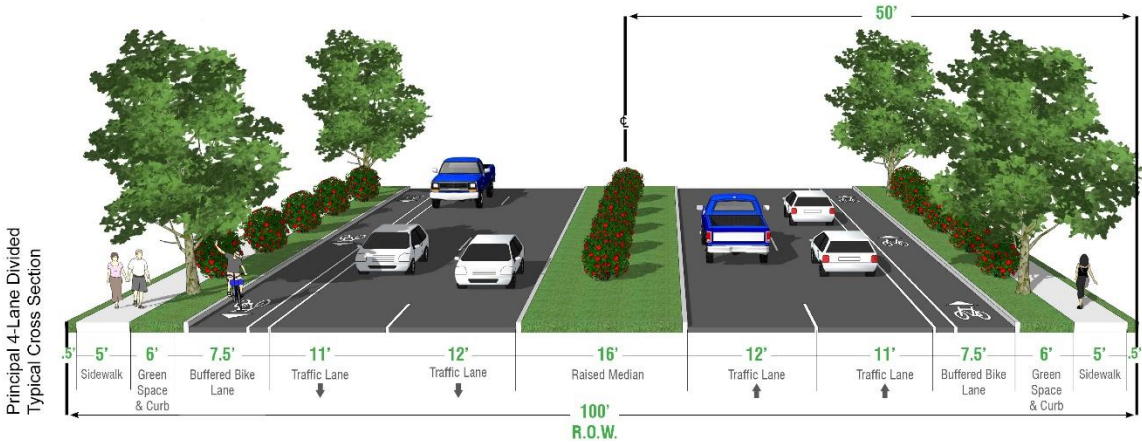 50'
℄
Principal 4-Lane Divided
Typical Cross Section
.5' 5' 6' 7.5' 11' 12' 16' 12' 11' 7.5' 6' 5' .5'
Sidewalk Green Space & Curb Buffered Bike Lane Traffic Lane Traffic Lane Raised Median Traffic Lane Traffic Lane Buffered Bike Lane Green Space & Curb Sidewalk
100'
R.O.W.